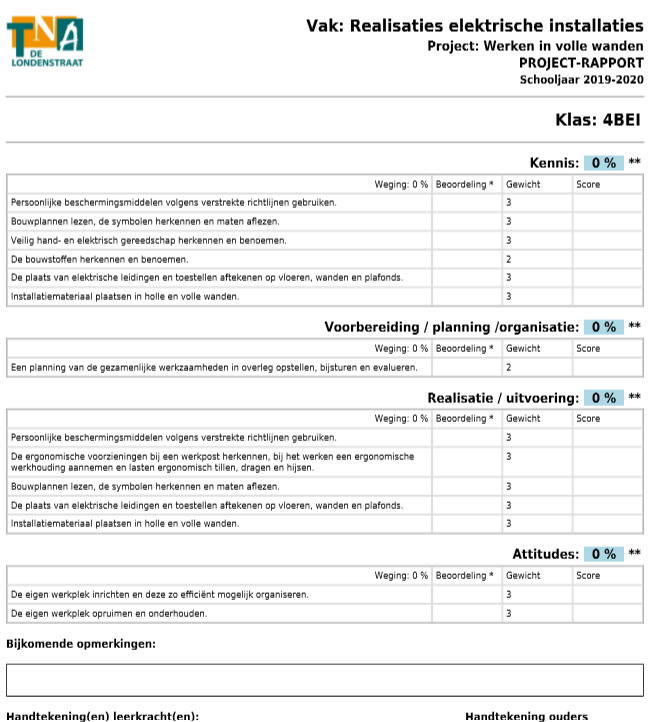 TNA
DE
LONDENSTRAAT
Vak: Realisaties elektrische installaties
Project: Werken in volle wanden
PROJECT-RAPPORT
Schooljaar 2019-2020
Klas: 4BEI
Kennis: 0 % **
Weging: 0 % Beoordeling * Gewicht Score
Persoonlijke beschermingsmiddelen volgens verstrekte richtlijnen gebruiken. 3
Bouwplannen lezen, de symbolen herkennen en maten aflezen. 3
Veilig hand- en elektrisch gereedschap herkennen en benoemen. 3
De bouwstoffen herkennen en benoemen. 2
De plaats van elektrische leidingen en toestellen aftekenen op vloeren, wanden en plafonds. 3
Installatiemateriaal plaatsen in holle en volle wanden. 3
Voorbereiding / planning /organisatie: 0 % **
Weging: 0 % Beoordeling * Gewicht Score
Een planning van de gezamenlijke werkzaamheden in overleg opstellen, bijsturen en evalueren. 2
Realisatie / uitvoering: 0 % **
Weging: 0 % Beoordeling * Gewicht Score
Persoonlijke beschermingsmiddelen volgens verstrekte richtlijnen gebruiken. 3
De ergonomische voorzieningen bij een werkpost herkennen, bij het werken een ergonomische 3
werkhouding aannemen en lasten ergonomisch tillen, dragen en hijsen.
Bouwplannen lezen, de symbolen herkennen en maten aflezen. 3
De plaats van elektrische leidingen en toestellen aftekenen op vloeren, wanden en plafonds. 3
Installatiemateriaal plaatsen in holle en volle wanden. 3
Attitudes: 0 % **
Weging: 0 % Beoordeling * Gewicht Score
De eigen werkplek inrichten en deze zo efficiënt mogelijk organiseren. 3
De eigen werkplek opruimen en onderhouden. 3
Bijkomende opmerkingen:
Handtekening(en) leerkracht(en): Handtekening ouders